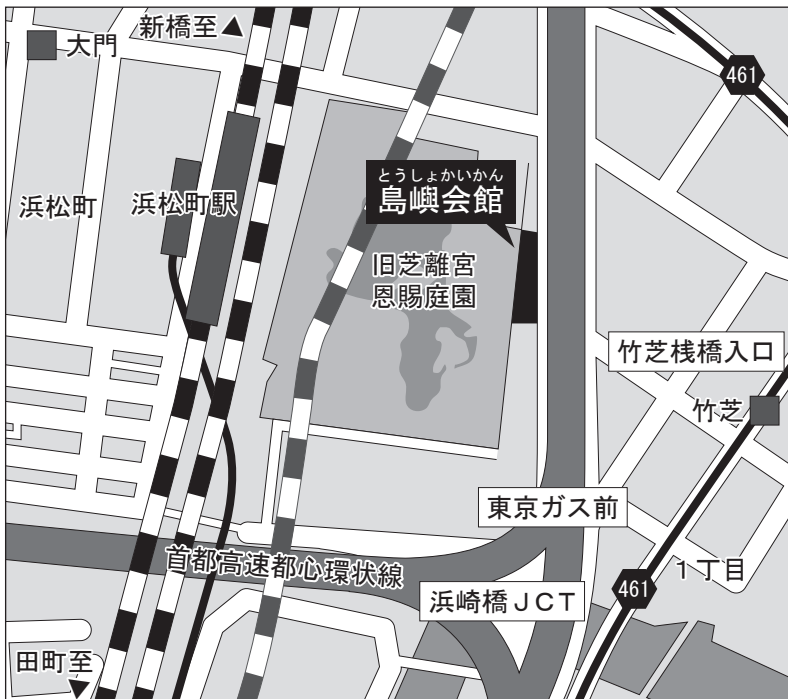 新橋至▲
大門
461
とうしょかいかん
島嶼会館
浜松町
浜松町駅
旧芝離宮
恩賜庭園
竹芝桟橋入口
竹芝
東京ガス前
首都高速都心環状線
1丁目
461
浜崎橋JCT
田町至
▼